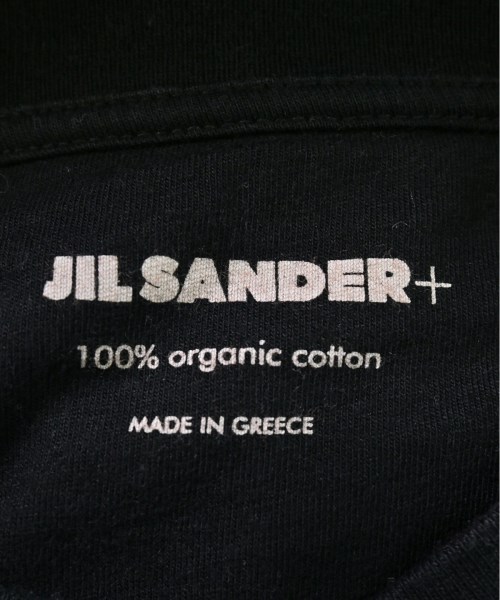 JIL SANDER+
100% organic cotton
MADE IN GREECE